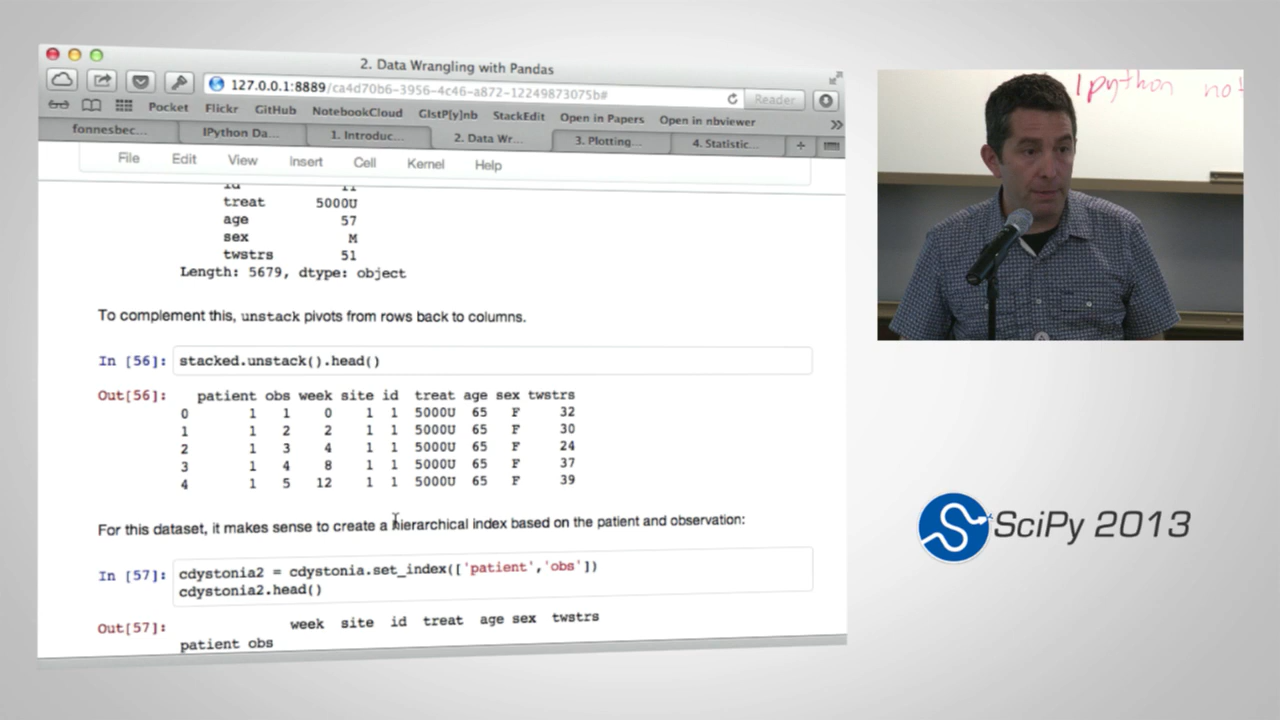 2. Data Wrangling with Pandas
127.0.0.1:8889/ca4d70b6-3956-4c46-a872-12249873075b#
Reader
Pocket Flickr GitHub NotebookCloud GIstP[y]nb StackEdit Open in Papers Open in nbviewer
fonnesbec... IPython Da... 1. Introduc... 2. Data Wr... 3. Plotting... 4. Statistic...
File Edit View Insert Cell Kernel Help
id 11
treat 5000U
age 57
sex M
twstrs 51
Length: 5679, dtype: object
To complement this, unstack pivots from rows back to columns.
In [56]: stacked.unstack().head()
Out[56]: patient obs week site id treat age sex twstrs
0 1 1 0 1 1 5000U 65 F 32
1 1 2 2 1 1 5000U 65 F 30
2 1 3 4 1 1 5000U 65 F 24
3 1 4 8 1 1 5000U 65 F 37
4 1 5 12 1 1 5000U 65 F 39
For this dataset, it makes sense to create a hierarchical index based on the patient and observation:
In [57]: cdystonia2 = cdystonia.set_index(['patient','obs'])
cdystonia2.head()
Out[57]: week site id treat age sex twstrs
patient obs
Ipython not
SciPy 2013